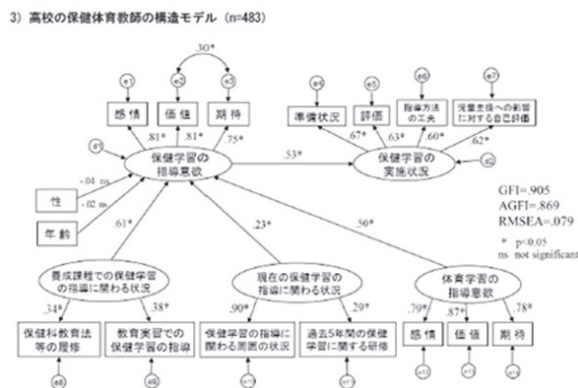 3) 高校の保健体育教師の構造モデル (n=483)
.30*
e1
e2
e3
e4
e5
e6
e7
感情
価値
期待
準備状況
評価
指導方法
の工夫
児童生徒への影響
に対する自己評価
.81*
.81*
.75*
.67*
.63*
.60*
.62*
d1
保健学習の
指導意欲
.53*
保健学習の
実施状況
d2
性
-.04 ns
-.02 ns
年齢
GFI=.905
AGFI=.869
RMSEA=.079
* p<0.05
ns not significant
.61*
.23*
.50*
養成課程での保健学習
の指導に関わる状況
現在の保健学習の
指導に関わる状況
体育学習の
指導意欲
.34*
.38*
.90*
.29*
.79*
.87*
.78*
保健科教育法
等の履修
教育実習での
保健学習の指導
保健学習の指導に
関わる周囲の状況
過去5年間の保健
学習に関する研修
感情
価値
期待
e8
e9